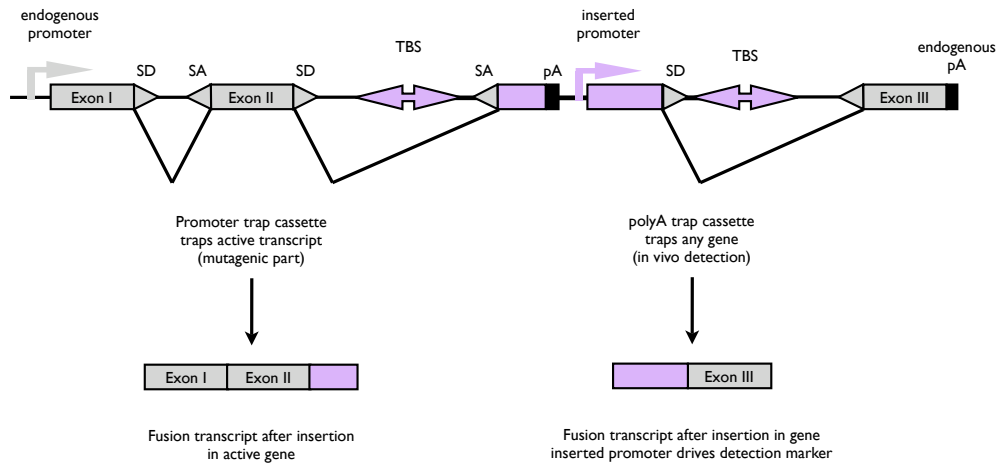 endogenous
promoter
inserted
promoter
TBS
TBS
endogenous
pA
SD
SA
SD
SA
pA
SD
Exon I
Exon II
Exon III
Promoter trap cassette
traps active transcript
(mutagenic part)
polyA trap cassette
traps any gene
(in vivo detection)
Exon I
Exon II
Exon III
Fusion transcript after insertion
in active gene
Fusion transcript after insertion in gene
inserted promoter drives detection marker